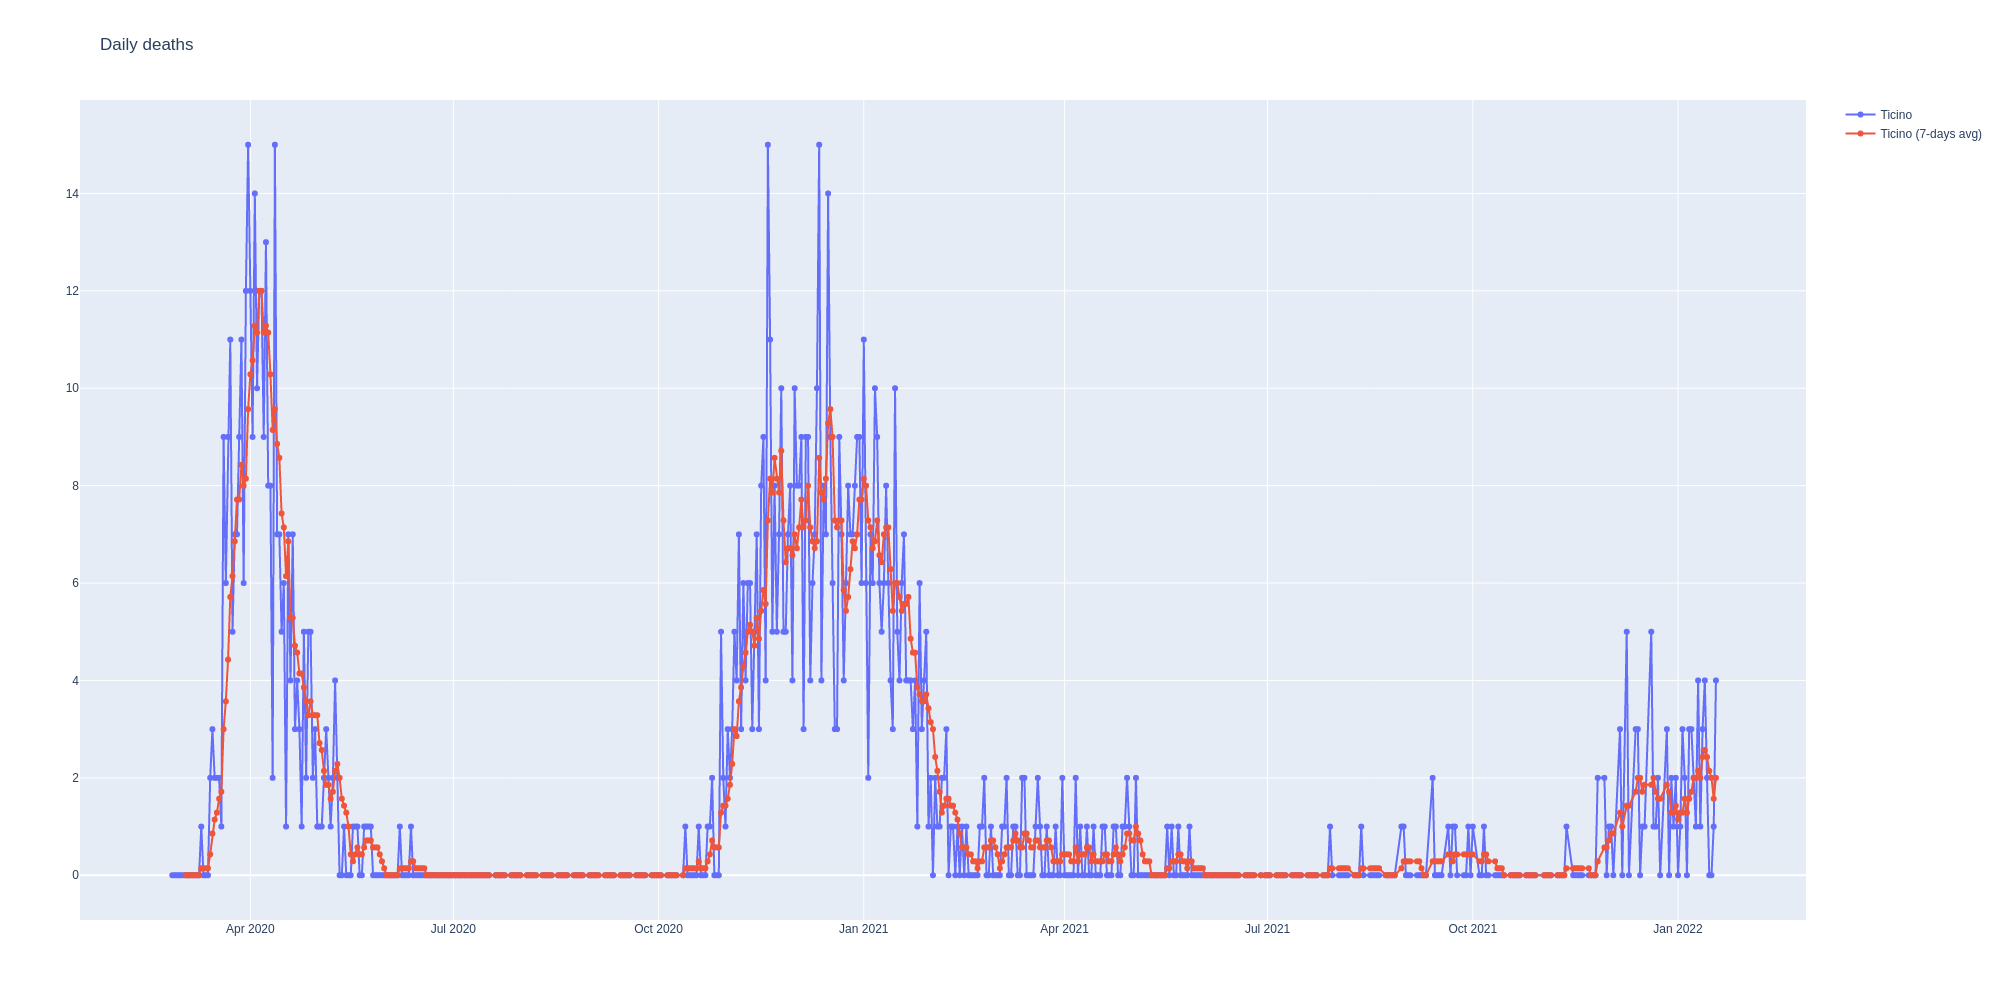 Daily deaths
Ticino
Ticino (7-days avg)
14
12
10
8
6
4
2
0
Apr 2020
Jul 2020
Oct 2020
Jan 2021
Apr 2021
Jul 2021
Oct 2021
Jan 2022